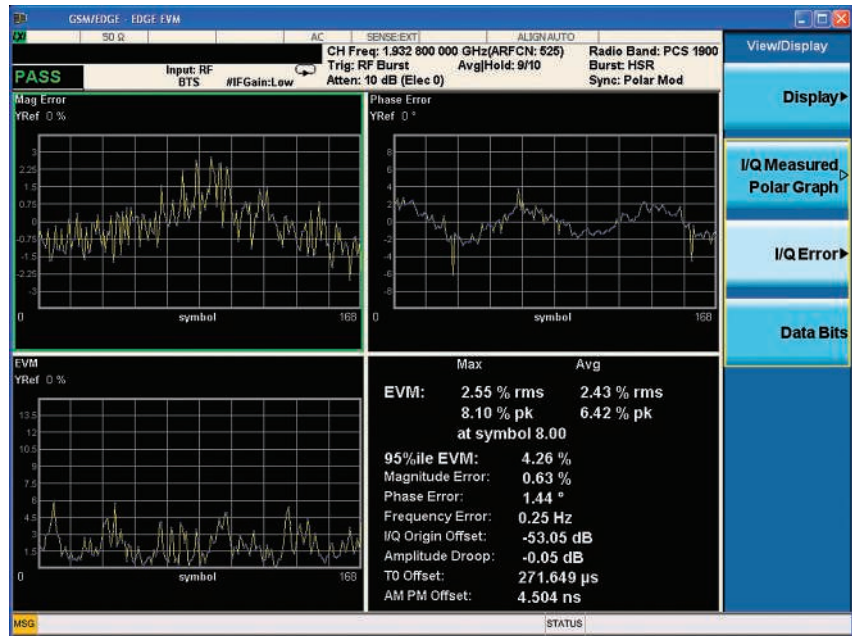 GSM/EDGE - EDGE EVM
50 Ω AC SENSE:EXT ALIGN AUTO
CH Freq: 1.932 800 000 GHz(ARFCN: 525) Radio Band: PCS 1900
Trig: RF Burst Avg|Hold: 9/10 Burst: HSR
Atten: 10 dB (Elec 0) Sync: Polar Mod
PASS
Input: RF
BTS #IFGain:Low
View/Display
Display
I/Q Measured
Polar Graph
I/Q Error
Data Bits
Mag Error
YRef 0 %
3
2.25
1.5
0.75
0
-0.75
-1.5
-2.25
-3
0 symbol 168
Phase Error
YRef 0 °
8
6
4
2
0
-2
-4
-6
-8
0 symbol 168
EVM
YRef 0 %
13.5
12
10.5
9
7.5
6
4.5
3
1.5
0 symbol 168
Max Avg
EVM: 2.55 % rms 2.43 % rms
8.10 % pk 6.42 % pk
at symbol 8.00
95%ile EVM: 4.26 %
Magnitude Error: 0.63 %
Phase Error: 1.44 °
Frequency Error: 0.25 Hz
I/Q Origin Offset: -53.05 dB
Amplitude Droop: -0.05 dB
T0 Offset: 271.649 µs
AM PM Offset: 4.504 ns
MSG STATUS